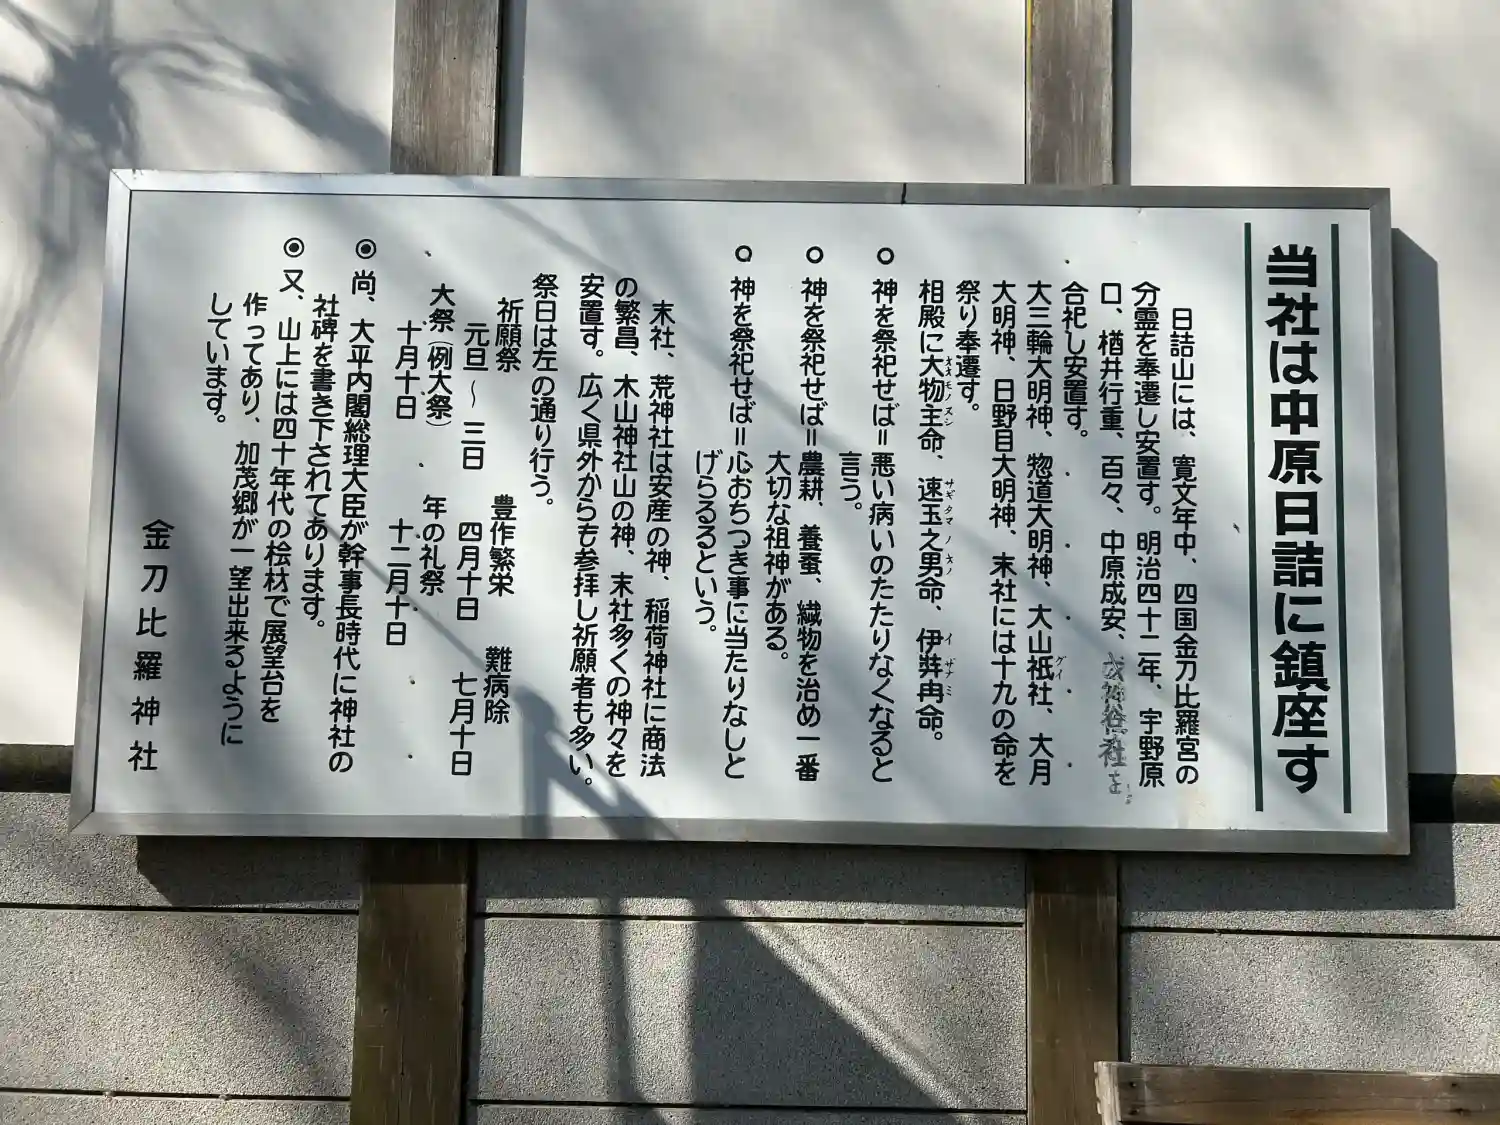 当社は中原日詰に鎮座す
日詰山には、寛文年中、四国金刀比羅宮の
分霊を奉遷し安置す。明治四十二年、宇野原
口、楢井行重、百々、中原成安、
合祀し安置す。
大三輪大明神、惣道大明神、大山祇社、大月
グイ
大明神、日野目大明神、末社には十九の命を
祭り奉遷す。
相殿に大物主命、速玉之男命、伊弉冉命。
オオモノヌシ
サギタマノオノ
イザナミ
○ 神を祭祀せば＝悪い病いのたたりなくなると
言う。
○ 神を祭祀せば＝農耕、養蚕、織物を治め一番
大切な祖神がある。
○ 神を祭祀せば＝心おちつき事に当たりなしと
げらるるという。
末社、荒神社は安産の神、稲荷神社に商法
の繁昌、木山神社山の神、末社多くの神々を
安置す。広く県外からも参拝し祈願者も多い。
祭日は左の通り行う。
祈願祭 豊作繁栄 難病除
元旦～三日 四月十日 七月十日
大祭（例大祭） 年の礼祭
十月十日 十二月十日
◉ 尚、大平内閣総理大臣が幹事長時代に神社の
社碑を書き下されてあります。
◉ 又、山上には四十年代の桧材で展望台を
作ってあり、加茂郷が一望出来るように
しています。
金刀比羅神社